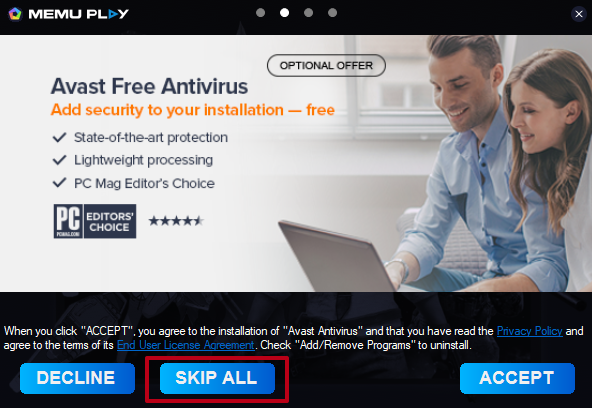 MEMU PLAY
OPTIONAL OFFER
Avast Free Antivirus
Add security to your installation — free
State-of-the-art protection
Lightweight processing
PC Mag Editor's Choice
PC
PCMAG.COM
EDITORS'
CHOICE
When you click "ACCEPT", you agree to the installation of "Avast Antivirus" and that you have read the Privacy Policy and
agree to the terms of its End User License Agreement. Check "Add/Remove Programs" to uninstall.
DECLINE
SKIP ALL
ACCEPT